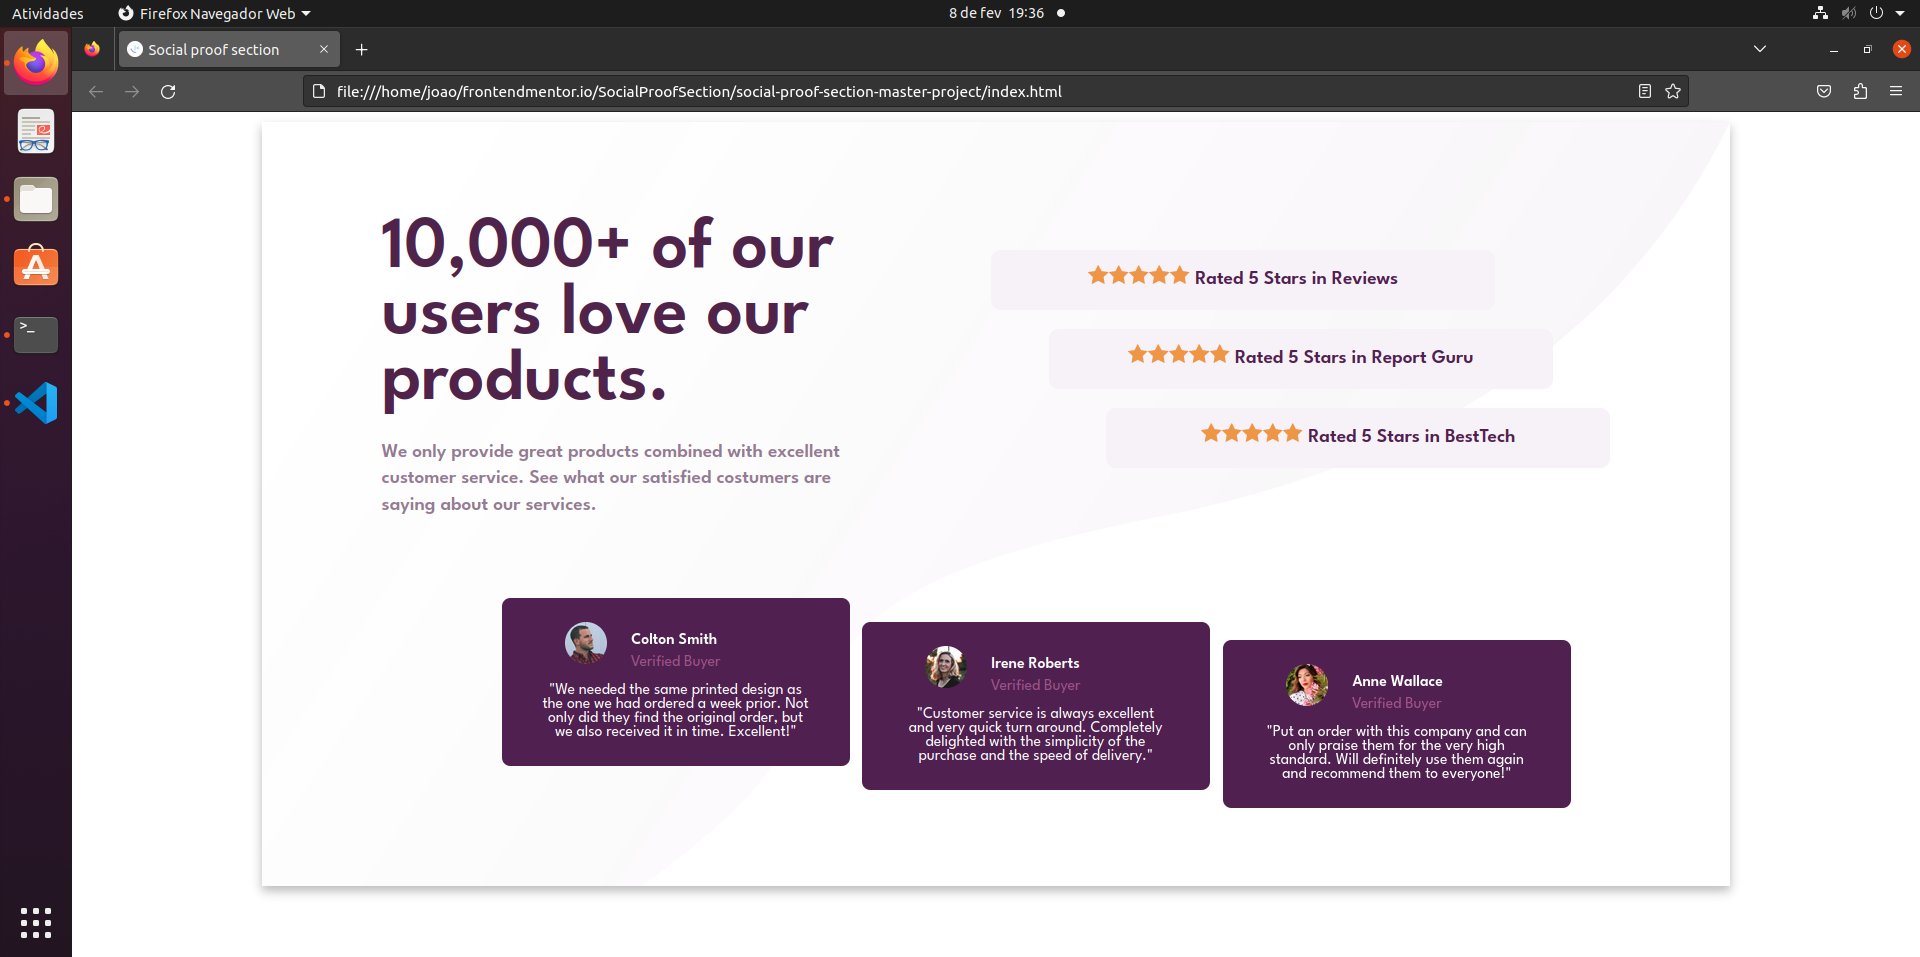 Atividades
Firefox Navegador Web
8 de fev 19:36
Social proof section
file:///home/joao/frontendmentor.io/SocialProofSection/social-proof-section-master-project/index.html
10,000+ of our
users love our
products.
We only provide great products combined with excellent
customer service. See what our satisfied costumers are
saying about our services.
Rated 5 Stars in Reviews
Rated 5 Stars in Report Guru
Rated 5 Stars in BestTech
Colton Smith
Verified Buyer
"We needed the same printed design as
the one we had ordered a week prior. Not
only did they find the original order, but
we also received it in time. Excellent!"
Irene Roberts
Verified Buyer
"Customer service is always excellent
and very quick turn around. Completely
delighted with the simplicity of the
purchase and the speed of delivery."
Anne Wallace
Verified Buyer
"Put an order with this company and can
only praise them for the very high
standard. Will definitely use them again
and recommend them to everyone!"